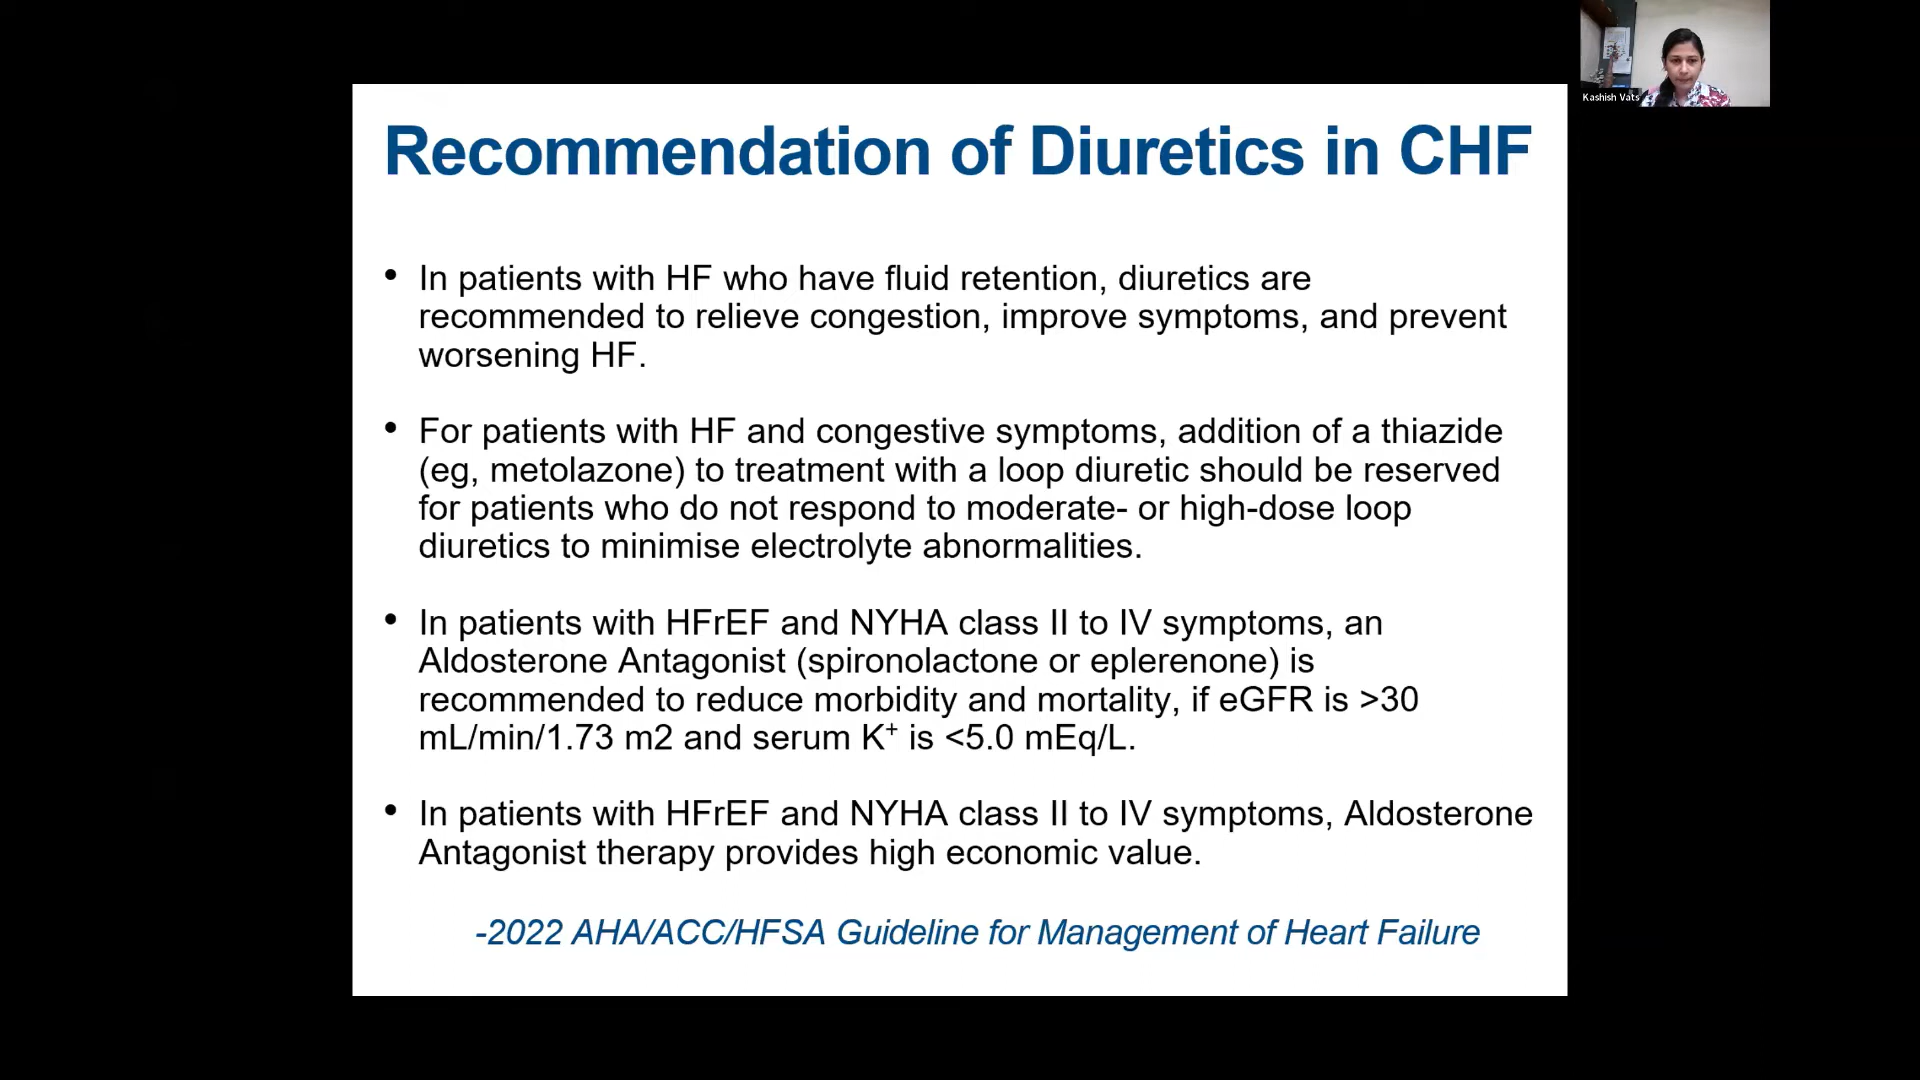 Recommendation of Diuretics in CHF
Kashish Vats
• In patients with HF who have fluid retention, diuretics are
recommended to relieve congestion, improve symptoms, and prevent
worsening HF.
• For patients with HF and congestive symptoms, addition of a thiazide
(eg, metolazone) to treatment with a loop diuretic should be reserved
for patients who do not respond to moderate- or high-dose loop
diuretics to minimise electrolyte abnormalities.
• In patients with HFrEF and NYHA class II to IV symptoms, an
Aldosterone Antagonist (spironolactone or eplerenone) is
recommended to reduce morbidity and mortality, if eGFR is >30
mL/min/1.73 m2 and serum K⁺ is <5.0 mEq/L.
• In patients with HFrEF and NYHA class II to IV symptoms, Aldosterone
Antagonist therapy provides high economic value.
-2022 AHA/ACC/HFSA Guideline for Management of Heart Failure